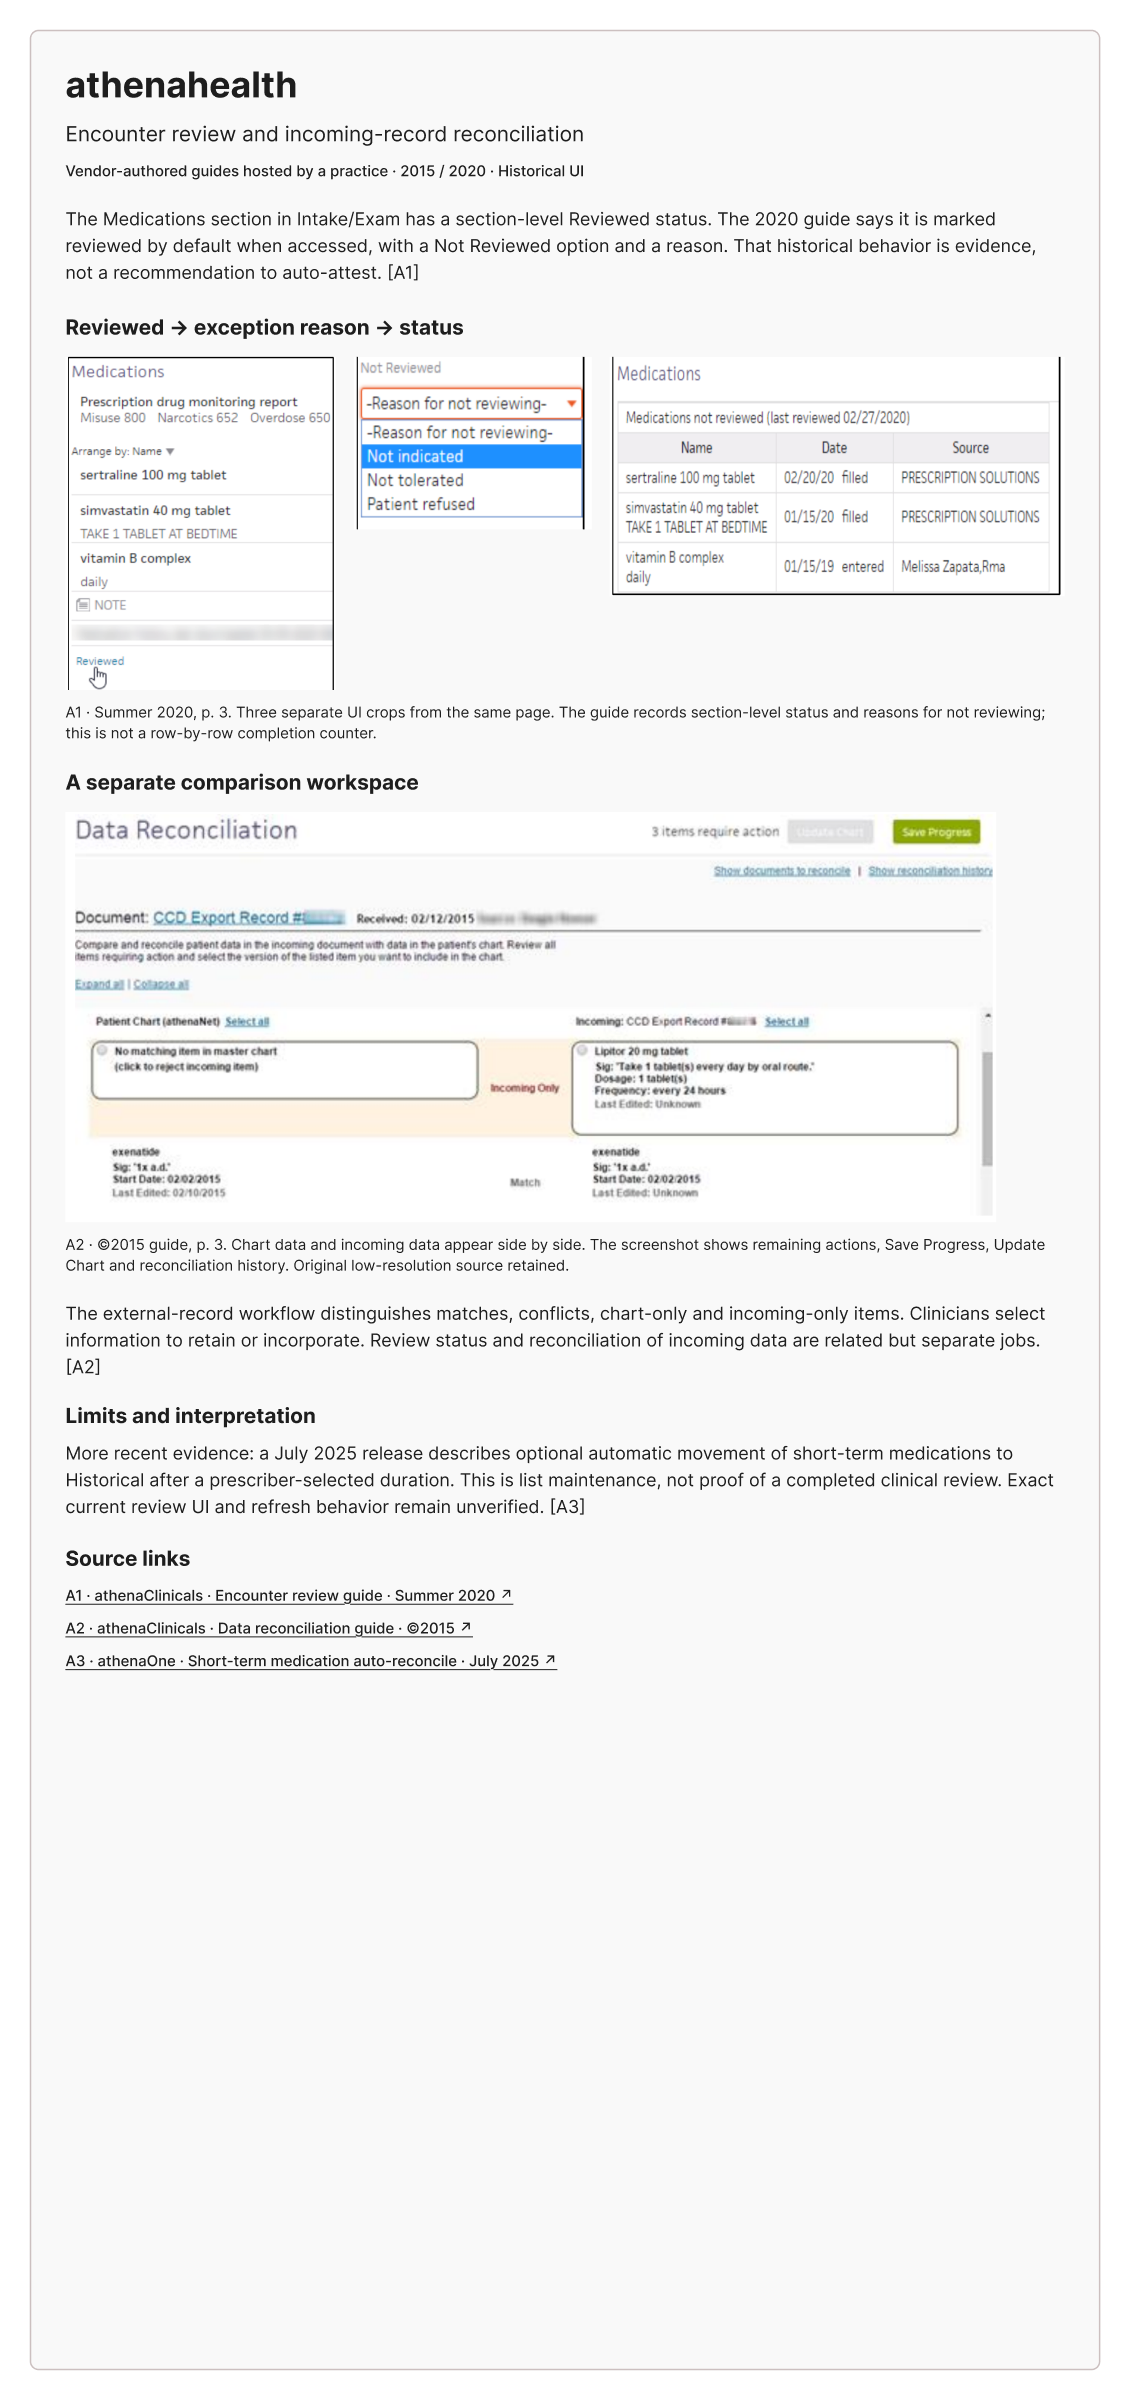 athenahealth
Encounter review and incoming-record reconciliation
Vendor-authored guides hosted by a practice · 2015 / 2020 · Historical UI
The Medications section in Intake/Exam has a section-level Reviewed status. The 2020 guide says it is marked
reviewed by default when accessed, with a Not Reviewed option and a reason. That historical behavior is evidence,
not a recommendation to auto-attest. [A1]
Reviewed → exception reason → status
Medications
Prescription drug monitoring report
Misuse 800 Narcotics 652 Overdose 650
Arrange by: Name ▼
sertraline 100 mg tablet
simvastatin 40 mg tablet
TAKE 1 TABLET AT BEDTIME
vitamin B complex
daily
NOTE
Reviewed
Not Reviewed
-Reason for not reviewing-
-Reason for not reviewing-
Not indicated
Not tolerated
Patient refused
Medications
Medications not reviewed (last reviewed 02/27/2020)
Name Date Source
sertraline 100 mg tablet 02/20/20 filled PRESCRIPTION SOLUTIONS
simvastatin 40 mg tablet
TAKE 1 TABLET AT BEDTIME 01/15/20 filled PRESCRIPTION SOLUTIONS
vitamin B complex
daily 01/15/19 entered Melissa Zapata,Rma
A1 · Summer 2020, p. 3. Three separate UI crops from the same page. The guide records section-level status and reasons for not reviewing;
this is not a row-by-row completion counter.
A separate comparison workspace
Data Reconciliation 3 items require action Update Chart Save Progress
Show documents to reconcile | Show reconciliation history
Document: CCD Export Record # Received: 02/12/2015
Compare and reconcile patient data in the incoming document with data in the patient's chart. Review all
items requiring action and select the version of the listed item you want to include in the chart.
Expand all | Collapse all
Patient Chart (athenaNet) Select all Incoming: CCD Export Record # Select all
No matching item in master chart
(click to reject incoming item)
Incoming Only
Lipitor 20 mg tablet
Sig: "Take 1 tablet(s) every day by oral route."
Dosage: 1 tablet(s)
Frequency: every 24 hours
Last Edited: Unknown
exenatide
Sig: "1x a.d."
Start Date: 02/02/2015
Last Edited: 02/10/2015
Match
exenatide
Sig: "1x a.d."
Start Date: 02/02/2015
Last Edited: Unknown
A2 · ©2015 guide, p. 3. Chart data and incoming data appear side by side. The screenshot shows remaining actions, Save Progress, Update
Chart and reconciliation history. Original low-resolution source retained.
The external-record workflow distinguishes matches, conflicts, chart-only and incoming-only items. Clinicians select
information to retain or incorporate. Review status and reconciliation of incoming data are related but separate jobs.
[A2]
Limits and interpretation
More recent evidence: a July 2025 release describes optional automatic movement of short-term medications to
Historical after a prescriber-selected duration. This is list maintenance, not proof of a completed clinical review. Exact
current review UI and refresh behavior remain unverified. [A3]
Source links
A1 · athenaClinicals · Encounter review guide · Summer 2020 ↗
A2 · athenaClinicals · Data reconciliation guide · ©2015 ↗
A3 · athenaOne · Short-term medication auto-reconcile · July 2025 ↗